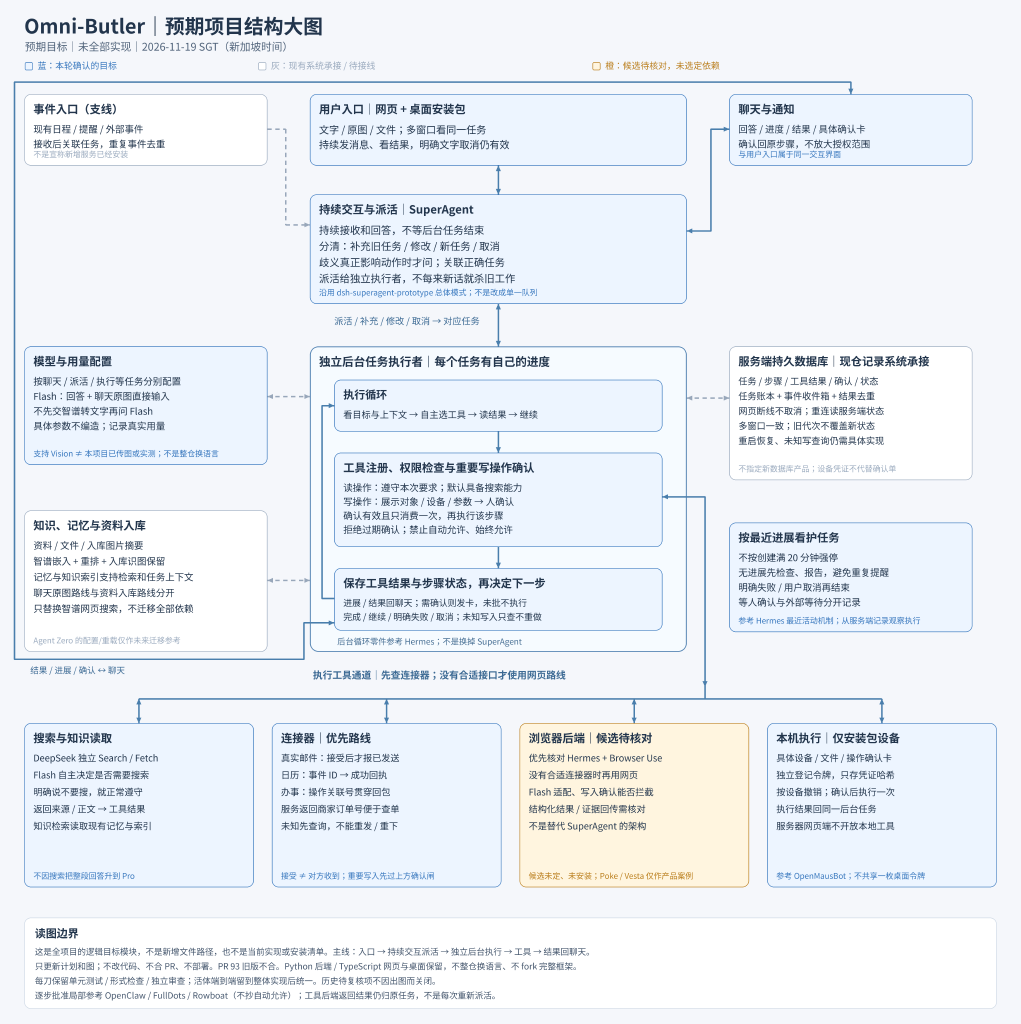 Omni-Butler｜预期项目结构大图
预期目标｜未全部实现｜2026-11-19 SGT（新加坡时间）
蓝：本轮确认的目标
灰：现有系统承接 / 待接线
橙：候选待核对，未选定依赖
事件入口（支线）
现有日程 / 提醒 / 外部事件
接收后关联任务，重复事件去重
不是宣称新增服务已经安装
用户入口｜网页 + 桌面安装包
文字 / 原图 / 文件；多窗口看同一任务
持续发消息、看结果，明确文字取消仍有效
聊天与通知
回答 / 进度 / 结果 / 具体确认卡
确认回原步骤，不放大授权范围
与用户入口属于同一交互界面
持续交互与派活｜SuperAgent
持续接收和回答，不等后台任务结束
分清：补充旧任务 / 修改 / 新任务 / 取消
歧义真正影响动作时才问；关联正确任务
派活给独立执行者，不每来新话就杀旧工作
沿用 dsh-superagent-prototype 总体模式；不是改成单一队列
派活 / 补充 / 修改 / 取消 → 对应任务
模型与用量配置
按聊天 / 派活 / 执行等任务分别配置
Flash：回答 + 聊天原图直接输入
不先交智谱转文字再问 Flash
具体参数不编造；记录真实用量
支持 Vision ≠ 本项目已传图或实测；不是整仓换语言
独立后台任务执行者｜每个任务有自己的进度
执行循环
看目标与上下文 → 自主选工具 → 读结果 → 继续
工具注册、权限检查与重要写操作确认
读操作：遵守本次要求；默认具备搜索能力
写操作：展示对象 / 设备 / 参数 → 人确认
确认有效且只消费一次，再执行该步骤
拒绝过期确认；禁止自动允许、始终允许
保存工具结果与步骤状态，再决定下一步
进展 / 结果回聊天；需确认则发卡，未批不执行
完成 / 继续 / 明确失败 / 取消；未知写入只查不重做
后台循环零件参考 Hermes；不是换掉 SuperAgent
服务端持久数据库｜现仓记录系统承接
任务 / 步骤 / 工具结果 / 确认 / 状态
任务账本 + 事件收件箱 + 结果去重
网页断线不取消；重连读服务端状态
多窗口一致；旧代次不覆盖新状态
重启恢复、未知写查询仍需具体实现
不指定新数据库产品；设备凭证不代替确认单
知识、记忆与资料入库
资料 / 文件 / 入库图片摘要
智谱嵌入 + 重排 + 入库识图保留
记忆与知识索引支持检索和任务上下文
聊天原图路线与资料入库路线分开
只替换智谱网页搜索，不迁移全部依赖
Agent Zero 的配置/重载仅作未来迁移参考
按最近进展看护任务
不按创建满 20 分钟强停
无进展先检查、报告，避免重复提醒
明确失败 / 用户取消再结束
等人确认与外部等待分开记录
参考 Hermes 最近活动机制；从服务端记录观察执行
结果 / 进展 / 确认 ↔ 聊天
执行工具通道｜先查连接器；没有合适接口才使用网页路线
搜索与知识读取
DeepSeek 独立 Search / Fetch
Flash 自主决定是否需要搜索
明确说不要搜，就正常遵守
返回来源 / 正文 → 工具结果
知识检索读取现有记忆与索引
不因搜索把整段回答升到 Pro
连接器｜优先路线
真实邮件：接受后才报已发送
日历：事件 ID → 成功回执
办事：操作关联号贯穿回包
服务返回商家订单号便于查单
未知先查询，不能重发 / 重下
接受 ≠ 对方收到；重要写入先过上方确认闸
浏览器后端｜候选待核对
优先核对 Hermes + Browser Use
没有合适连接器时再用网页
Flash 适配、写入确认能否拦截
结构化结果 / 证据回传需核对
不是替代 SuperAgent 的架构
候选未定、未安装；Poke / Vesta 仅作产品案例
本机执行｜仅安装包设备
具体设备 / 文件 / 操作确认卡
独立登记令牌，只存凭证哈希
按设备撤销；确认后执行一次
执行结果回同一后台任务
服务器网页端不开放本地工具
参考 OpenMausBot；不共享一枚桌面令牌
读图边界
这是全项目的逻辑目标模块，不是新增文件路径，也不是当前实现或安装清单。主线：入口 → 持续交互派活 → 独立后台执行 → 工具 → 结果回聊天。
只更新计划和图；不改代码、不合 PR、不部署。PR 93 旧版不合。Python 后端 / TypeScript 网页与桌面保留，不整仓换语言、不 fork 完整框架。
每刀保留单元测试 / 形式检查 / 独立审查；活体端到端留到整体实现后统一。历史待复核项不因出图而关闭。
逐步批准局部参考 OpenClaw / FullDots / Rowboat（不抄自动允许）；工具后端返回结果仍归原任务，不是每次重新派活。